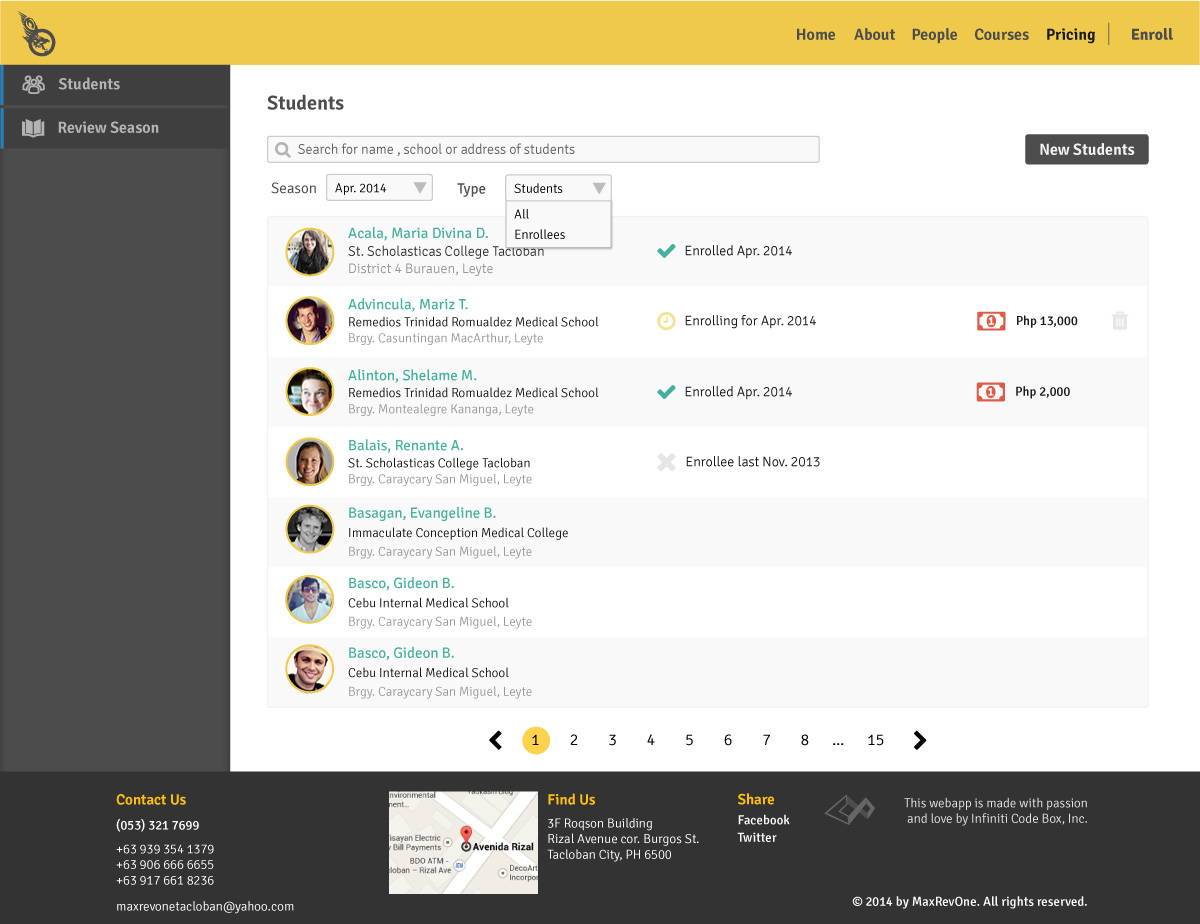 Home About People Courses Pricing Enroll
Students
Review Season
Students
Search for name , school or address of students
New Students
Season Apr. 2014 Type Students
All
Enrollees
Acala, Maria Divina D.
St. Scholasticas College Tacloban
District 4 Burauen, Leyte
Enrolled Apr. 2014
Advincula, Mariz T.
Remedios Trinidad Romualdez Medical School
Brgy. Casuntingan MacArthur, Leyte
Enrolling for Apr. 2014
1
Php 13,000
Alinton, Shelame M.
Remedios Trinidad Romualdez Medical School
Brgy. Montealegre Kananga, Leyte
Enrolled Apr. 2014
1
Php 2,000
Balais, Renante A.
St. Scholasticas College Tacloban
Brgy. Caraycary San Miguel, Leyte
Enrollee last Nov. 2013
Basagan, Evangeline B.
Immaculate Conception Medical College
Brgy. Caraycary San Miguel, Leyte
Basco, Gideon B.
Cebu Internal Medical School
Brgy. Caraycary San Miguel, Leyte
Basco, Gideon B.
Cebu Internal Medical School
Brgy. Caraycary San Miguel, Leyte
1 2 3 4 5 6 7 8 ... 15
Contact Us
(053) 321 7699
+63 939 354 1379
+63 906 666 6655
+63 917 661 8236
maxrevonetacloban@yahoo.com
nvironmental
ment...
isayan Electric
Bill Payments
Avenida Rizal
BDO ATM -
loban – Rizal Ave
DecoArt
Incorpor
Find Us
3F Roqson Building
Rizal Avenue cor. Burgos St.
Tacloban City, PH 6500
Share
Facebook
Twitter
This webapp is made with passion
and love by Infiniti Code Box, Inc.
© 2014 by MaxRevOne. All rights reserved.